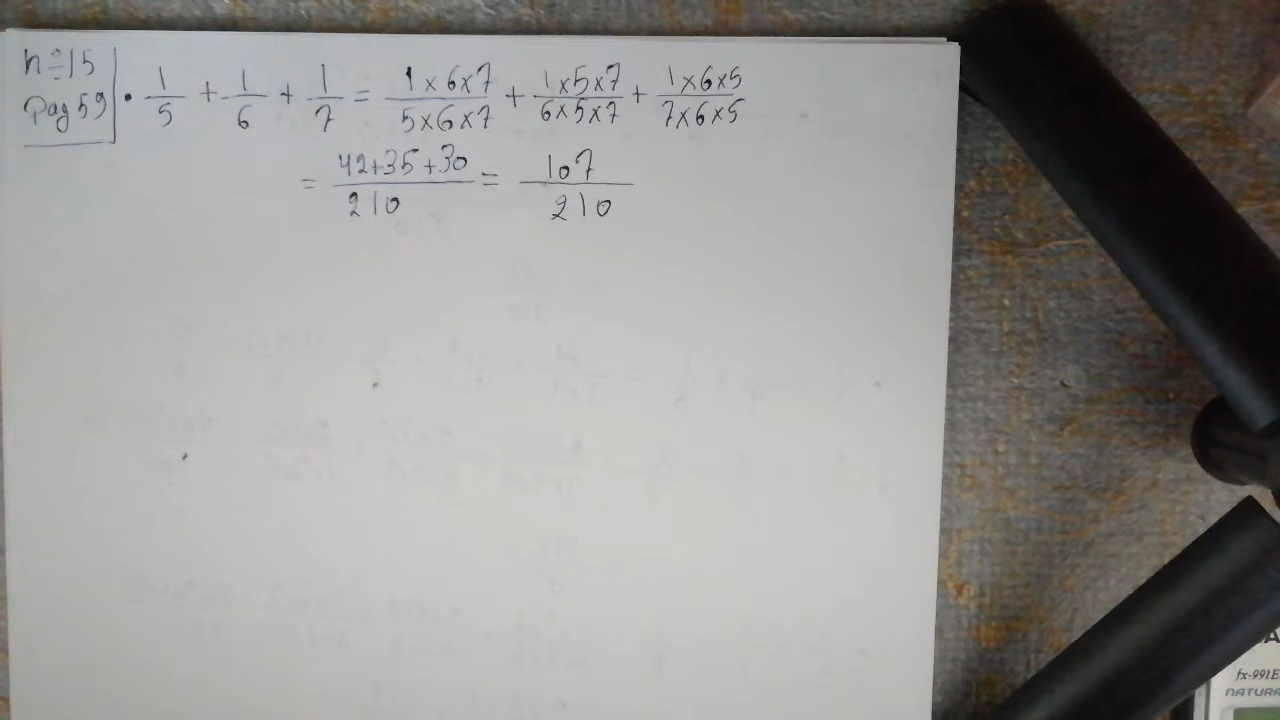 n°15
Pag 59
• 1/5 + 1/6 + 1/7 = 1×6×7/5×6×7 + 1×5×7/6×5×7 + 1×6×5/7×6×5
= 42+35+30/210 = 107/210
fx-991E
NATURA